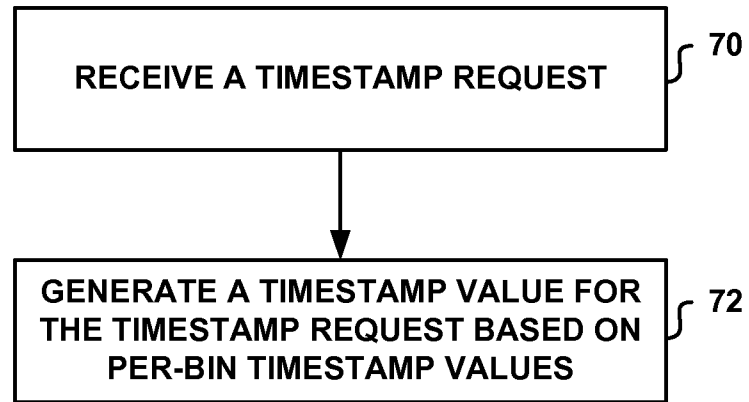 RECEIVE A TIMESTAMP REQUEST
70
GENERATE A TIMESTAMP VALUE FOR
THE TIMESTAMP REQUEST BASED ON
PER-BIN TIMESTAMP VALUES
72